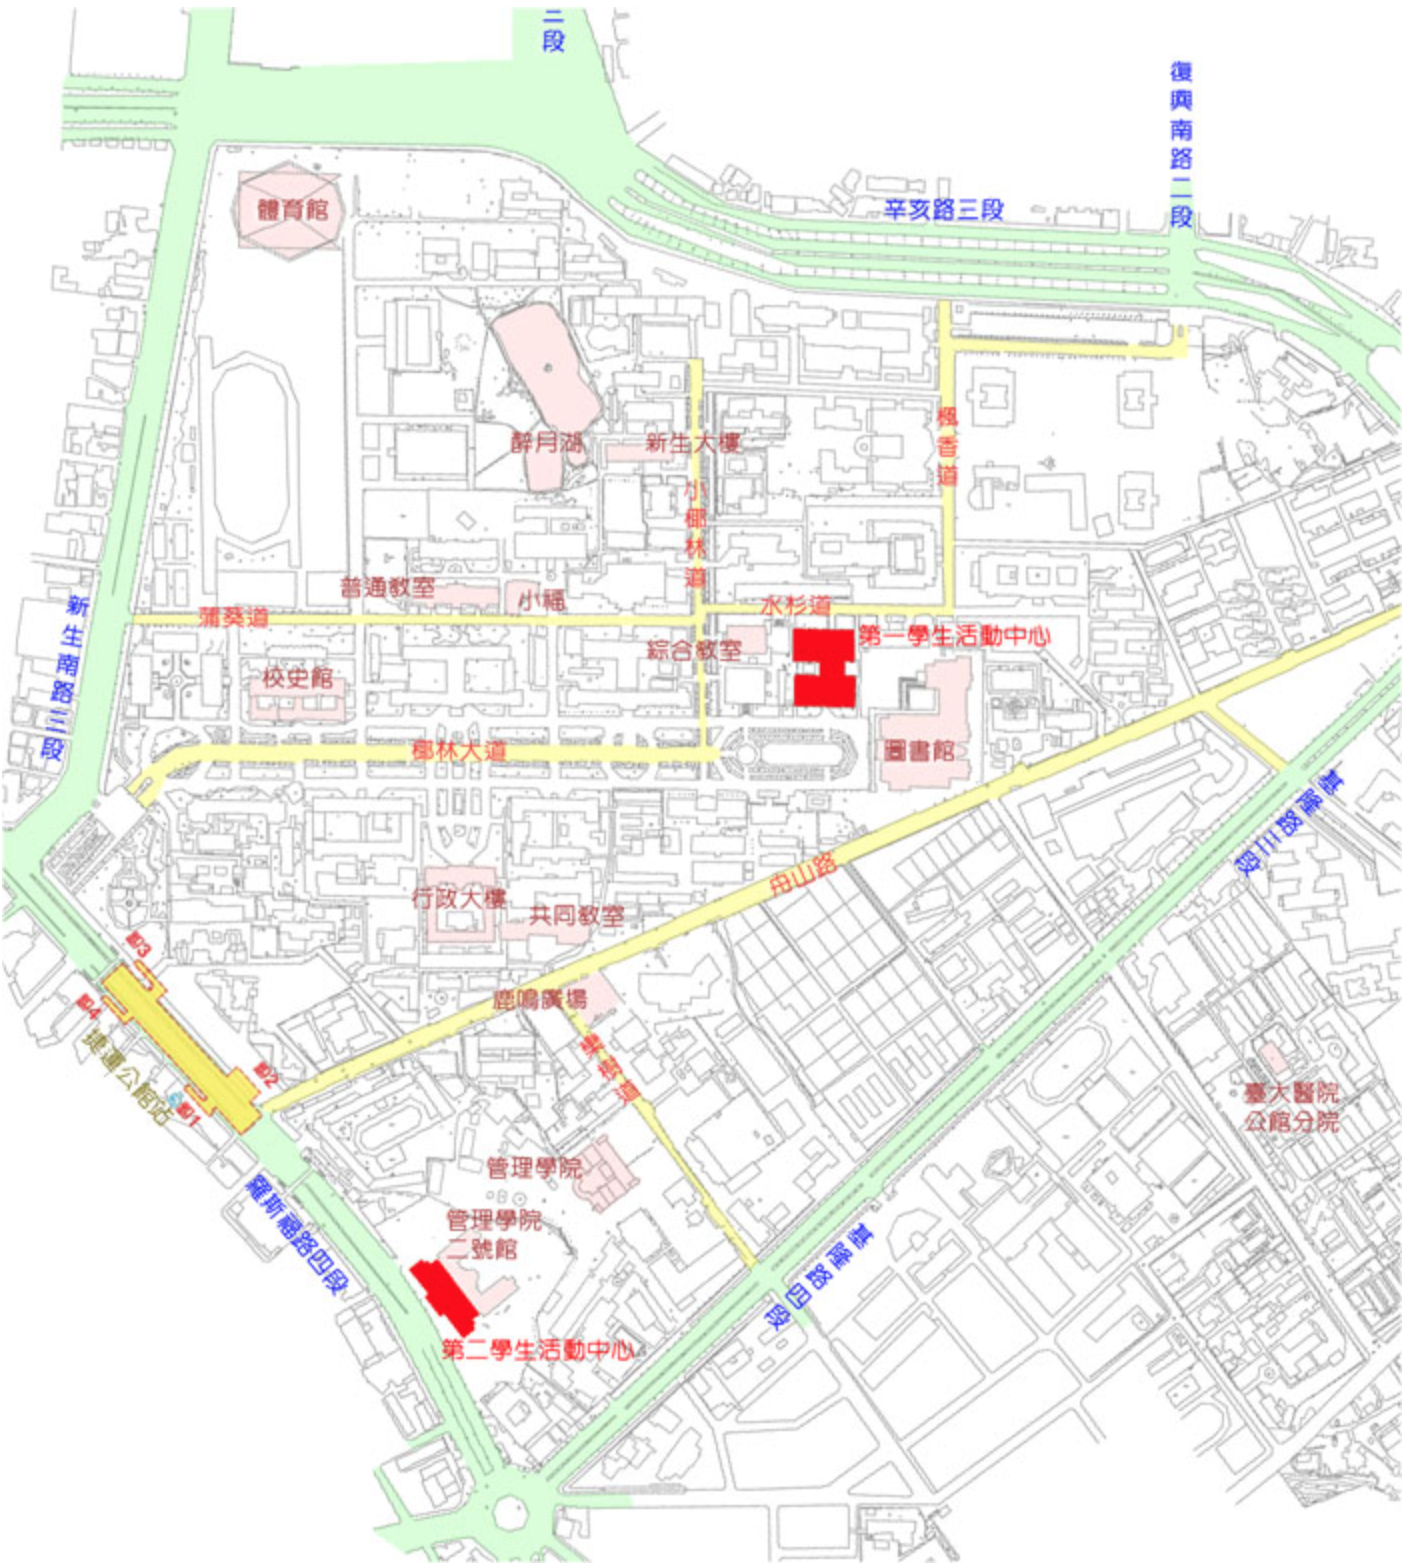 三段
復興南路二段
辛亥路三段
體育館
醉月湖
新生大樓
楓香道
小椰林道
普通教室
小福
蒲葵道
水杉道
新生南路三段
綜合教室
第一學生活動中心
校史館
椰林大道
圖書館
基隆路三段
舟山路
行政大樓
共同教室
出3
出4
鹿鳴廣場
捷運公館站
出2
出1
臺大醫院
公館分院
管理學院
羅斯福路四段
管理學院
二號館
基隆路四段
第二學生活動中心